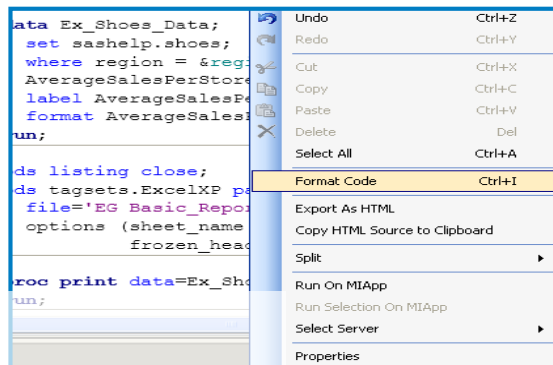 data Ex_Shoes_Data;
set sashelp.shoes;
where region = &reg
AverageSalesPerStore
label AverageSalesPe
format AverageSales
run;
ods listing close;
ods tagsets.ExcelXP pa
file='EG Basic_Repo
options (sheet_name
frozen_head
proc print data=Ex_Sho
run;
Undo Ctrl+Z
Redo Ctrl+Y
Cut Ctrl+X
Copy Ctrl+C
Paste Ctrl+V
Delete Del
Select All Ctrl+A
Format Code Ctrl+I
Export As HTML
Copy HTML Source to Clipboard
Split
Run On MIApp
Run Selection On MIApp
Select Server
Properties